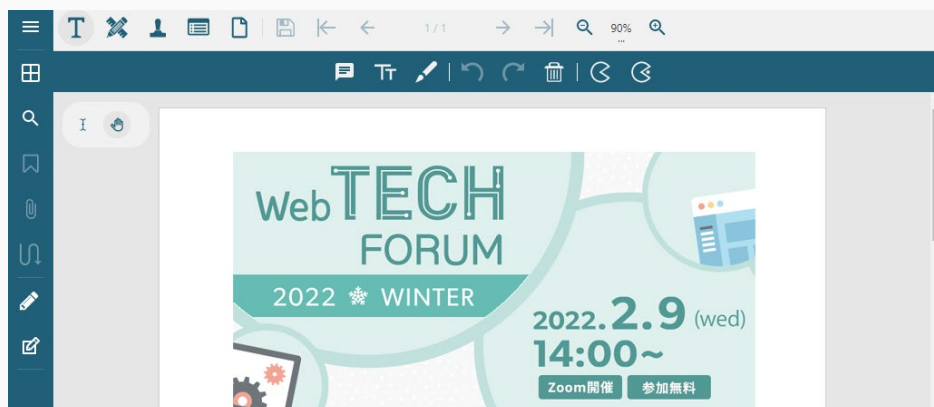 1 / 1
90%
...
Web TECH
FORUM
2022 ❄ WINTER
2022.2.9 (wed)
14:00~
Zoom開催 参加無料